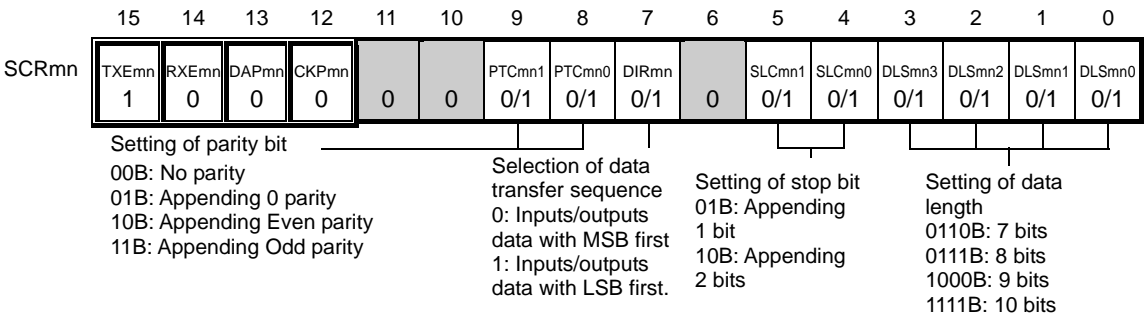 15 14 13 12 11 10 9 8 7 6 5 4 3 2 1 0
SCRmn TXEmn RXEmn DAPmn CKPmn PTCmn1 PTCmn0 DIRmn SLCmn1 SLCmn0 DLSmn3 DLSmn2 DLSmn1 DLSmn0
1 0 0 0 0 0 0/1 0/1 0/1 0 0/1 0/1 0/1 0/1 0/1 0/1
Setting of parity bit
00B: No parity
01B: Appending 0 parity
10B: Appending Even parity
11B: Appending Odd parity
Selection of data
transfer sequence
0: Inputs/outputs
data with MSB first
1: Inputs/outputs
data with LSB first.
Setting of stop bit
01B: Appending
1 bit
10B: Appending
2 bits
Setting of data
length
0110B: 7 bits
0111B: 8 bits
1000B: 9 bits
1111B: 10 bits